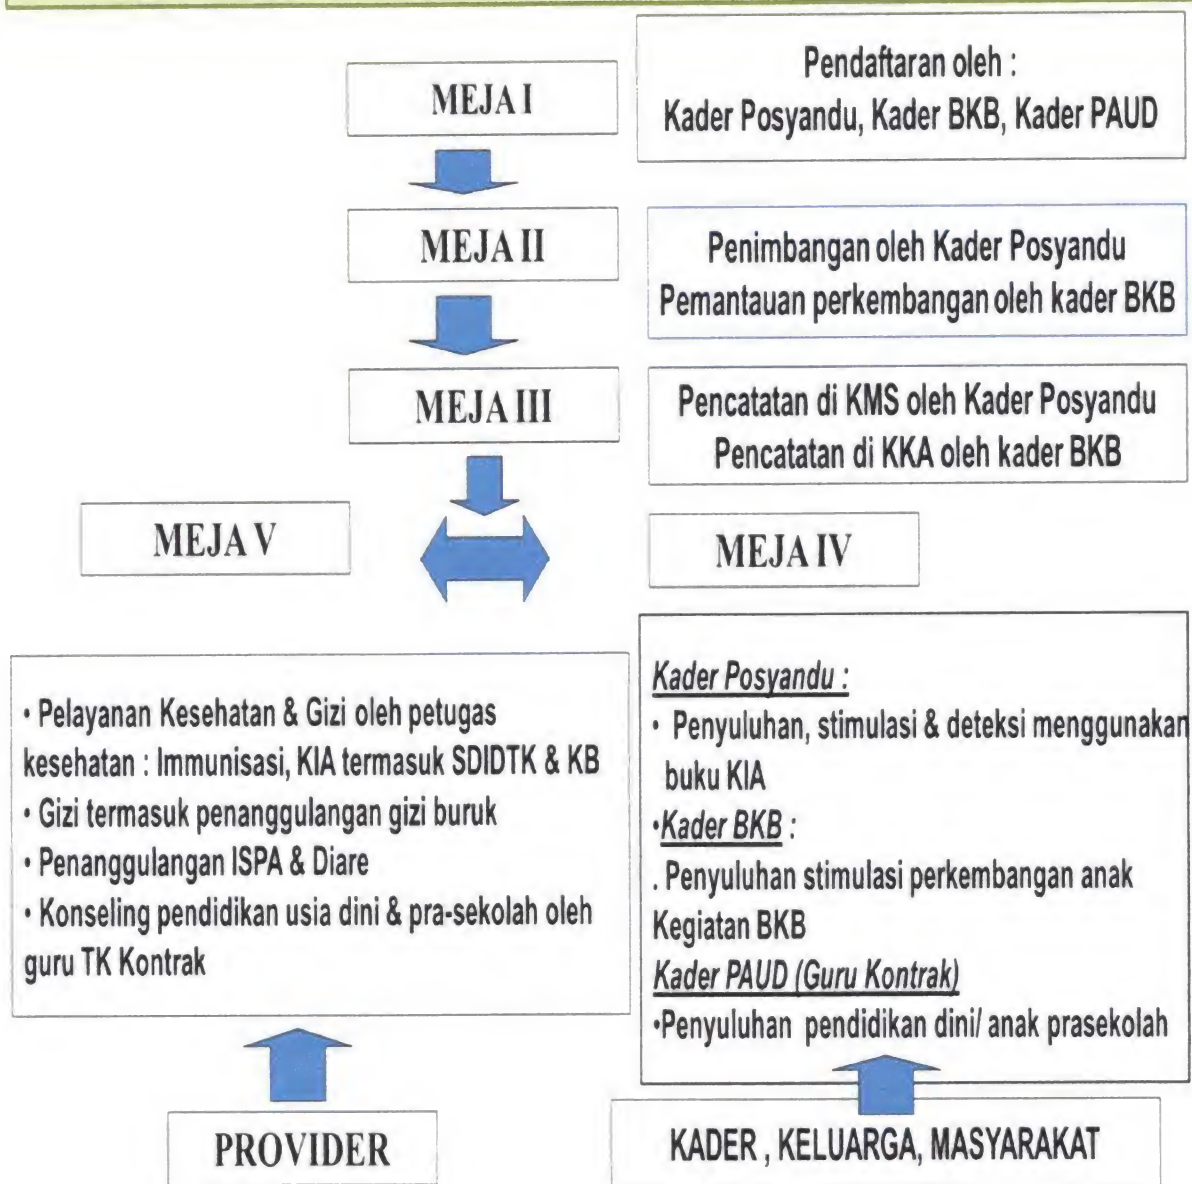 MEJA I
Pendaftaran oleh :
Kader Posyandu, Kader BKB, Kader PAUD
MEJA II
Penimbangan oleh Kader Posyandu
Pemantauan perkembangan oleh kader BKB
MEJA III
Pencatatan di KMS oleh Kader Posyandu
Pencatatan di KKA oleh kader BKB
MEJA V
MEJA IV
• Pelayanan Kesehatan & Gizi oleh petugas
kesehatan : Immunisasi, KIA termasuk SDIDTK & KB
• Gizi termasuk penanggulangan gizi buruk
• Penanggulangan ISPA & Diare
• Konseling pendidikan usia dini & pra-sekolah oleh
guru TK Kontrak
Kader Posyandu :
• Penyuluhan, stimulasi & deteksi menggunakan
buku KIA
•Kader BKB :
. Penyuluhan stimulasi perkembangan anak
Kegiatan BKB
Kader PAUD (Guru Kontrak)
•Penyuluhan pendidikan dini/ anak prasekolah
PROVIDER
KADER , KELUARGA, MASYARAKAT